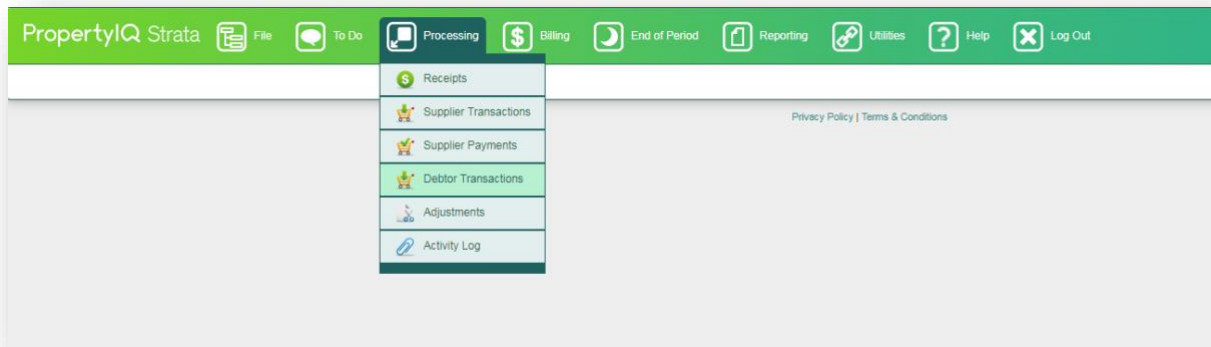 PropertyIQ Strata File To Do Processing $ Billing End of Period Reporting Utilities ? Help Log Out
$ Receipts
Supplier Transactions
Privacy Policy | Terms & Conditions
Supplier Payments
Debtor Transactions
Adjustments
Activity Log